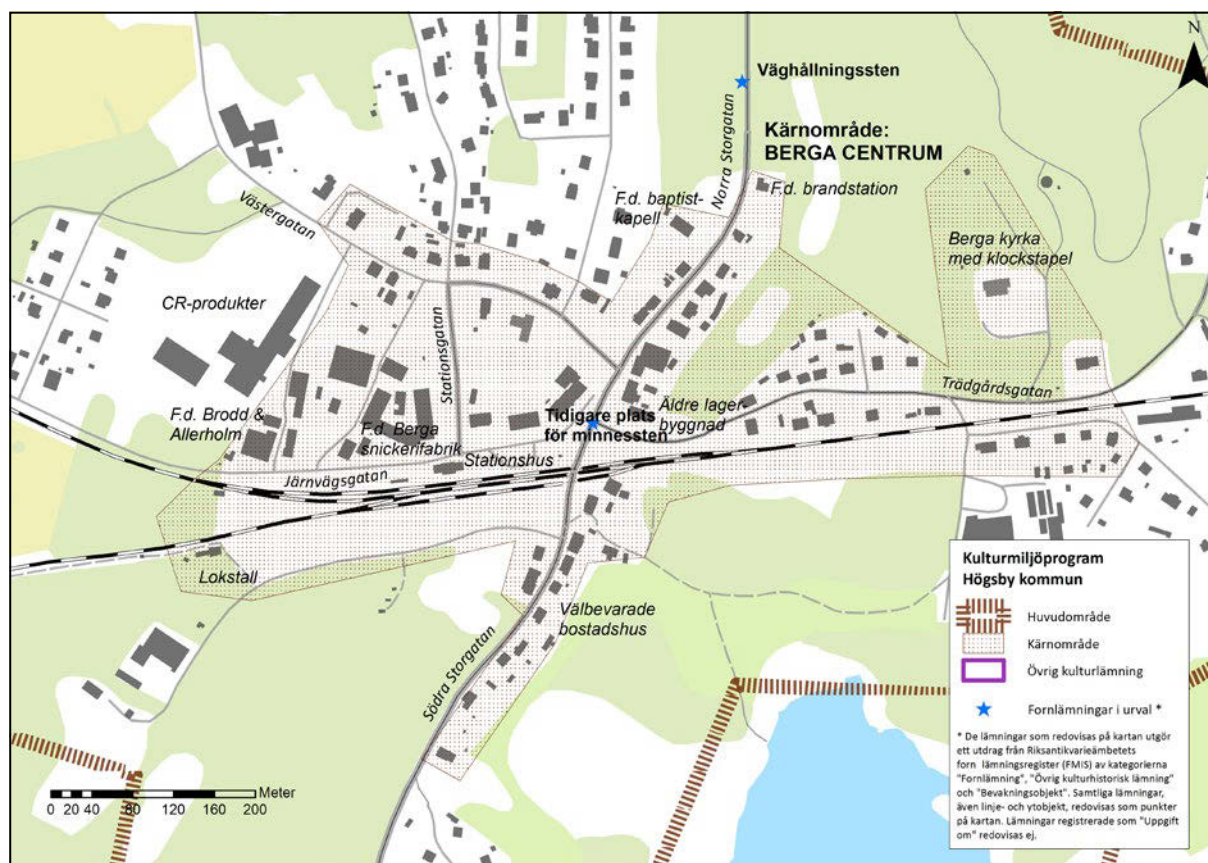 N
Väghållningssten
Norra Storgatan
Kärnområde:
BERGA CENTRUM
F.d. brandstation
F.d. baptist-
kapell
Västergatan
Berga kyrka
med klockstapel
CR-produkter
Stationsgatan
Trädgårdsgatan
Äldre lager-
byggnad
F.d. Brodd &
Allerholm
Tidigare plats
för minnessten
F.d. Berga
snickerifabrik
Stationshus
Järnvägsgatan
Lokstall
Välbevarade
bostadshus
Södra Storgatan
Meter
0 20 40 80 120 160 200
Kulturmiljöprogram
Högsby kommun
Huvudområde
Kärnområde
Övrig kulturlämning
Fornlämningar i urval *
* De lämningar som redovisas på kartan utgör
ett utdrag från Riksantikvarieämbetets
forn lämningsregister (FMIS) av kategorierna
"Fornlämning", "Övrig kulturhistorisk lämning"
och "Bevakningsobjekt". Samtliga lämningar,
även linje- och ytobjekt, redovisas som punkter
på kartan. Lämningar registrerade som "Uppgift
om" redovisas ej.